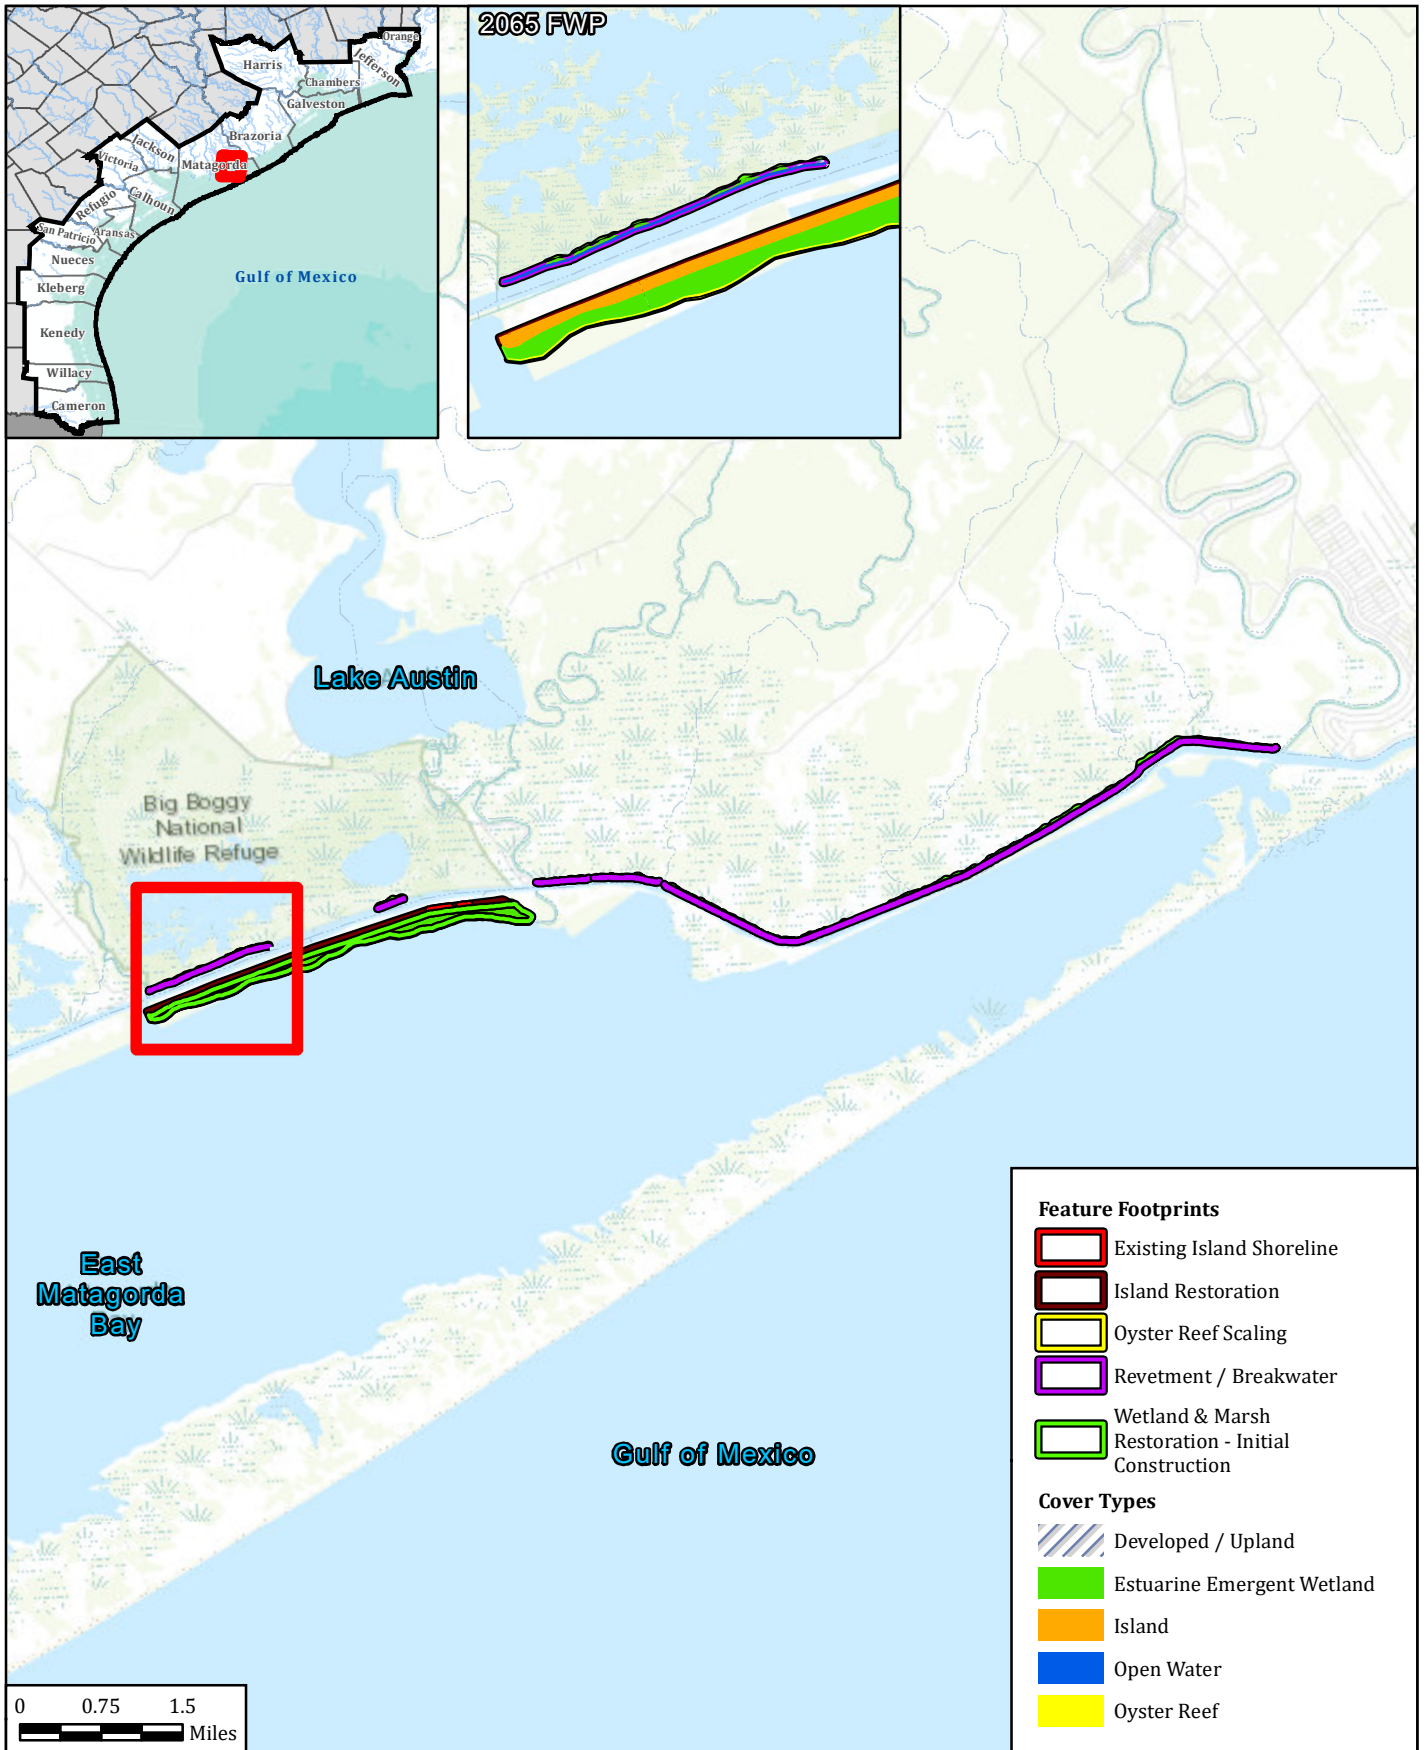 Orange
Harris
Jefferson
Chambers
Galveston
Brazoria
Jackson
Victoria
Matagorda
Calhoun
Refugio
San Patricio
Aransas
Nueces
Gulf of Mexico
Kleberg
Kenedy
Willacy
Cameron
2065 FWP
Lake Austin
Big Boggy
National
Wildlife Refuge
East
Matagorda
Bay
Gulf of Mexico
Feature Footprints
Existing Island Shoreline
Island Restoration
Oyster Reef Scaling
Revetment / Breakwater
Wetland & Marsh
Restoration - Initial
Construction
Cover Types
Developed / Upland
Estuarine Emergent Wetland
Island
Open Water
Oyster Reef
0 0.75 1.5
Miles